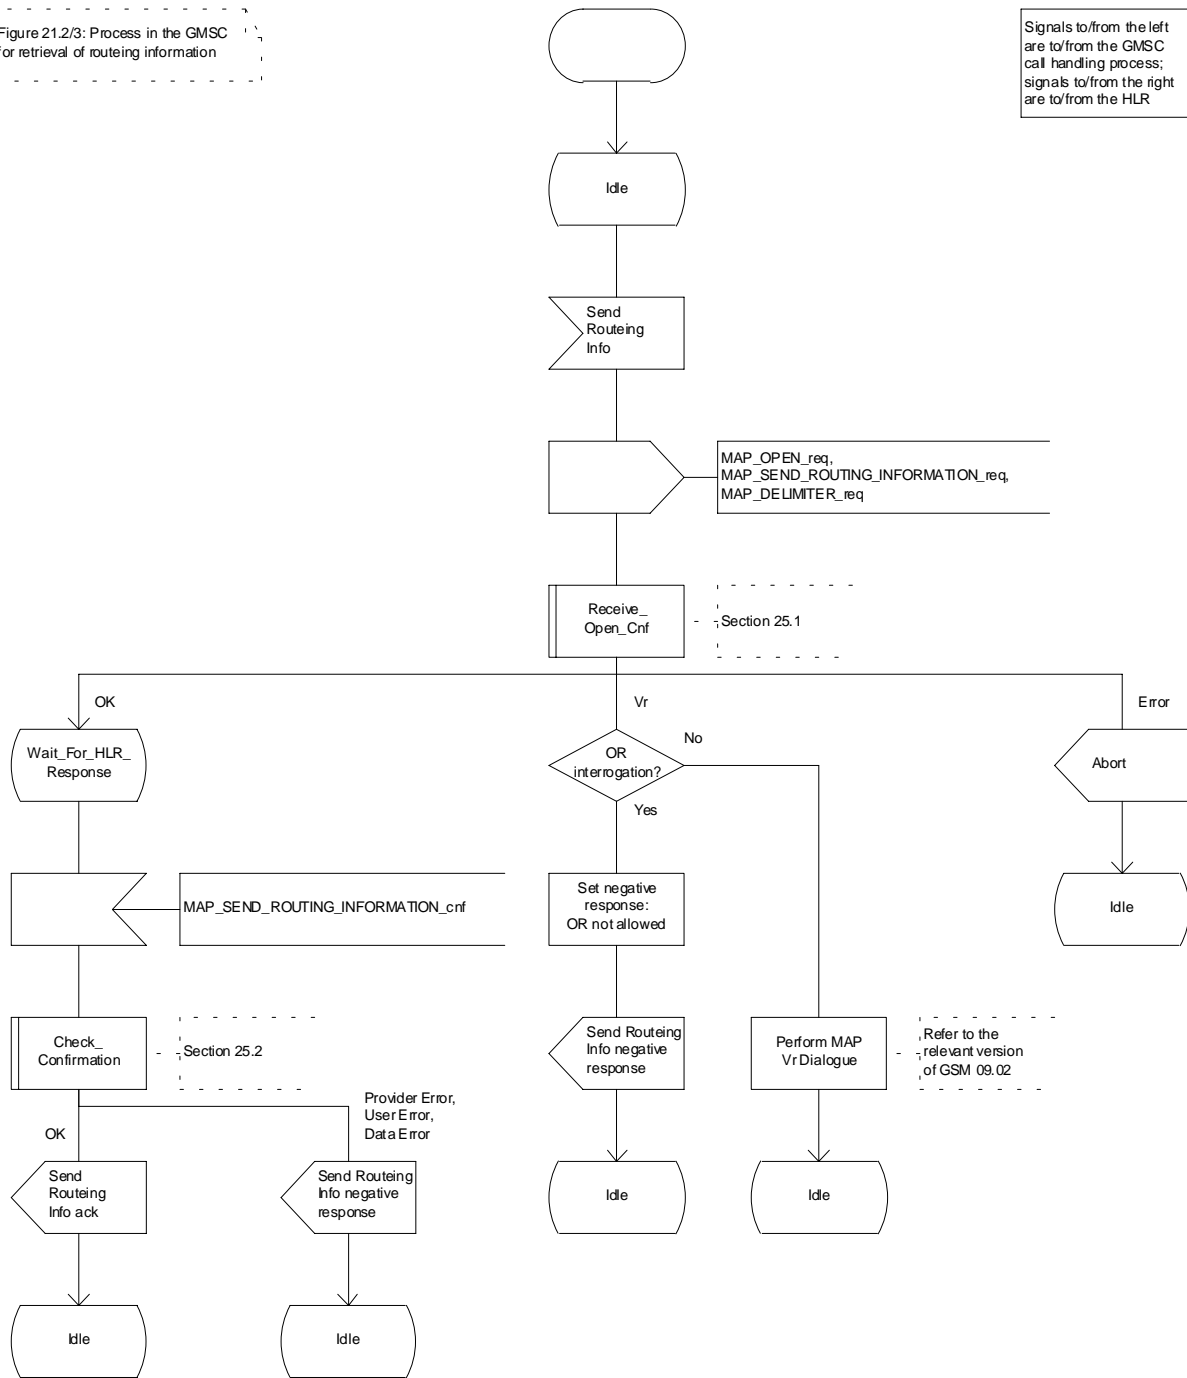 Figure 21.2/3: Process in the GMSC
for retrieval of routeing information
Signals to/from the left
are to/from the GMSC
call handling process;
signals to/from the right
are to/from the HLR
Idle
Send
Routeing
Info
MAP_OPEN_req,
MAP_SEND_ROUTING_INFORMATION_req,
MAP_DELIMITER_req
Receive_
Open_Cnf
Section 25.1
OK
Vr
Error
Wait_For_HLR_
Response
OR
interrogation?
No
Yes
Abort
MAP_SEND_ROUTING_INFORMATION_cnf
Set negative
response:
OR not allowed
Idle
Check_
Confirmation
Section 25.2
Send Routeing
Info negative
response
Perform MAP
Vr Dialogue
Refer to the
relevant version
of GSM 09.02
OK
Provider Error,
User Error,
Data Error
Send
Routeing
Info ack
Send Routeing
Info negative
response
Idle
Idle
Idle
Idle